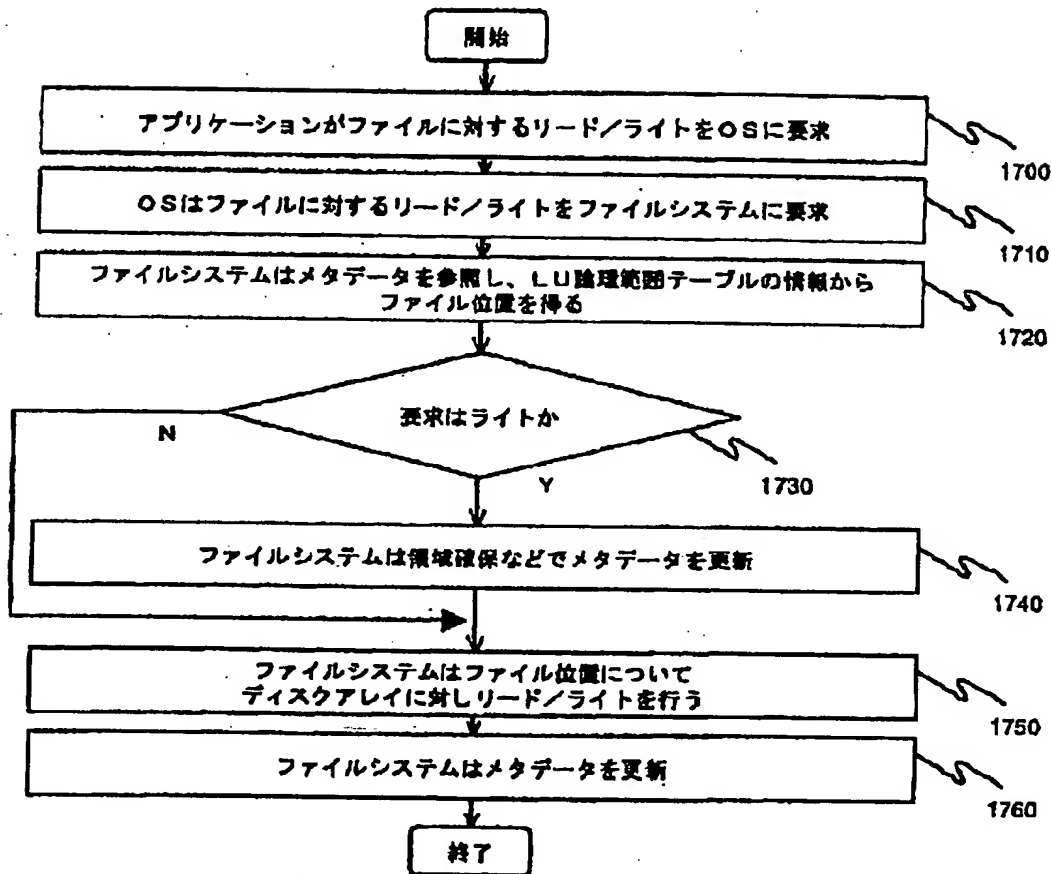 開始
アプリケーションがファイルに対するリード／ライトをＯＳに要求
1700
ＯＳはファイルに対するリード／ライトをファイルシステムに要求
1710
ファイルシステムはメタデータを参照し、ＬＵ論理範囲テーブルの情報から
ファイル位置を得る
1720
要求はライトか
N
Y
1730
ファイルシステムは領域確保などでメタデータを更新
1740
ファイルシステムはファイル位置について
ディスクアレイに対しリード／ライトを行う
1750
ファイルシステムはメタデータを更新
1760
終了